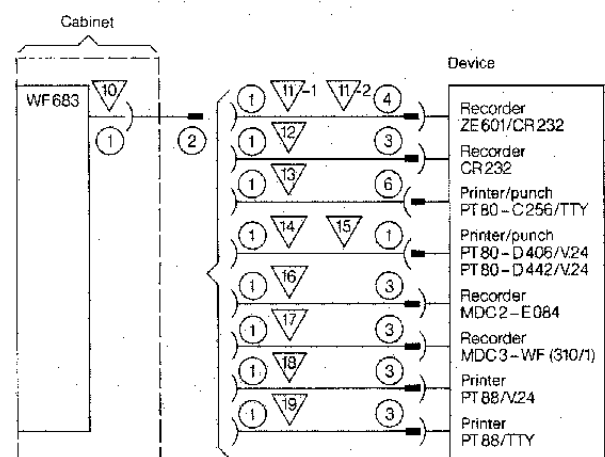 Cabinet
Device
WF683
10
1
2
1 11-1 11-2 4
Recorder
ZE601/CR232
1 12 3
Recorder
CR232
1 13 6
Printer/punch
PT80-C256/TTY
1 14 15 1
Printer/punch
PT80-D406/V.24
PT80-D442/V.24
1 16 3
Recorder
MDC2-E084
1 17 3
Recorder
MDC3-WF (310/1)
1 18 3
Printer
PT88/V.24
1 19 3
Printer
PT88/TTY